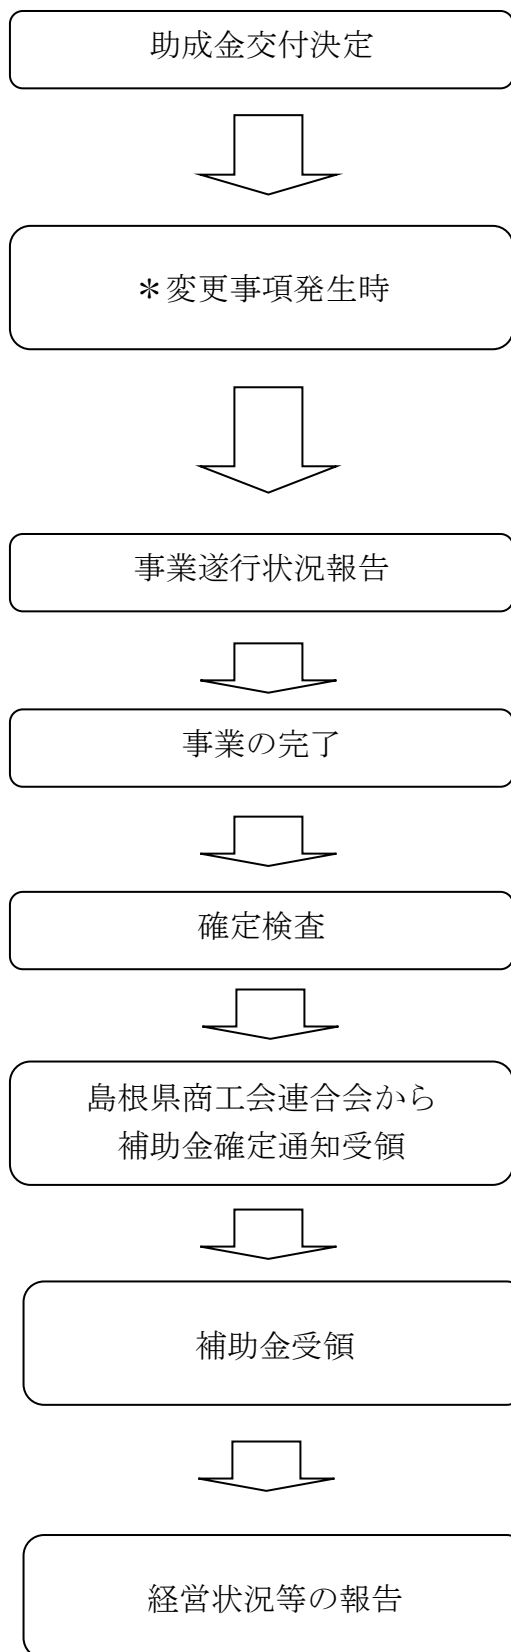 助成金交付決定
＊変更事項発生時
事業遂行状況報告
事業の完了
確定検査
島根県商工会連合会から
補助金確定通知受領
補助金受領
経営状況等の報告